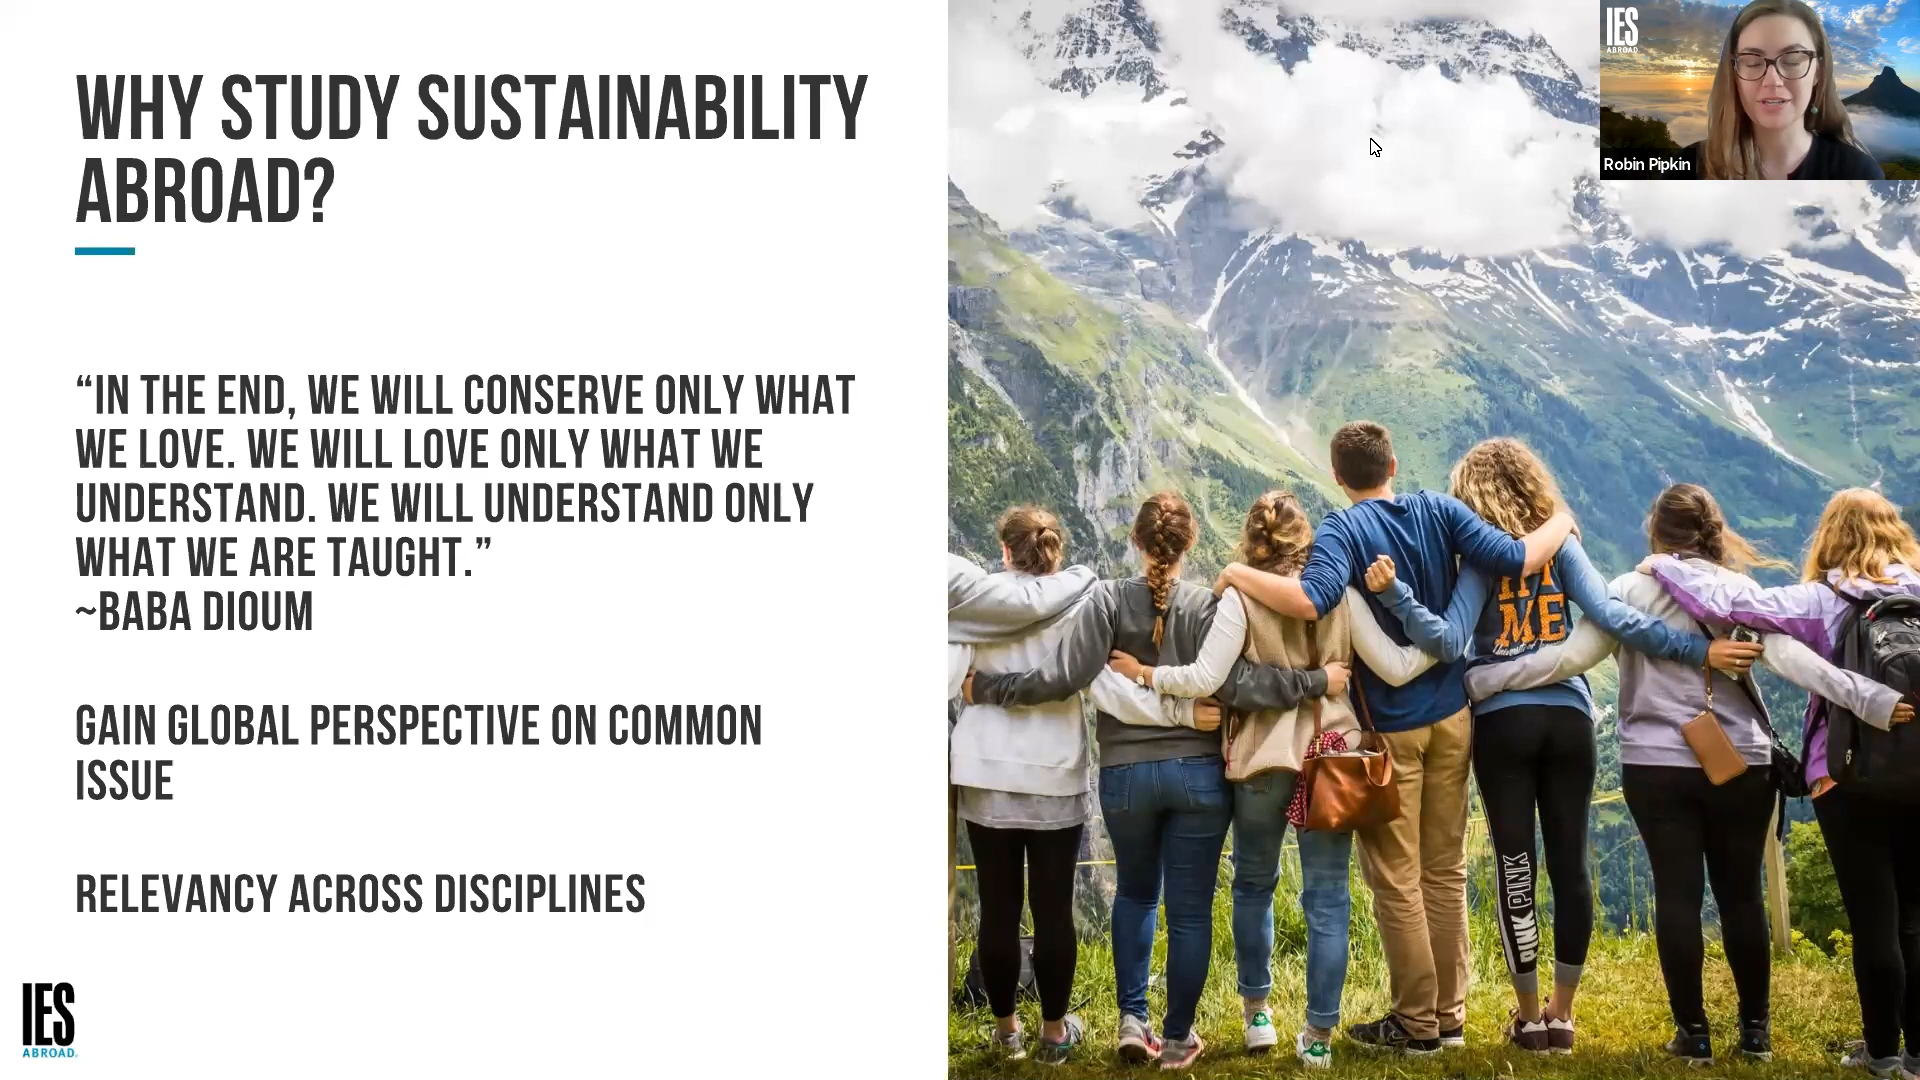 WHY STUDY SUSTAINABILITY
ABROAD?
“IN THE END, WE WILL CONSERVE ONLY WHAT
WE LOVE. WE WILL LOVE ONLY WHAT WE
UNDERSTAND. WE WILL UNDERSTAND ONLY
WHAT WE ARE TAUGHT.”
~BABA DIOUM
GAIN GLOBAL PERSPECTIVE ON COMMON
ISSUE
RELEVANCY ACROSS DISCIPLINES
IES
ABROAD
IES
ABROAD
Robin Pipkin
ME
PINK PINK